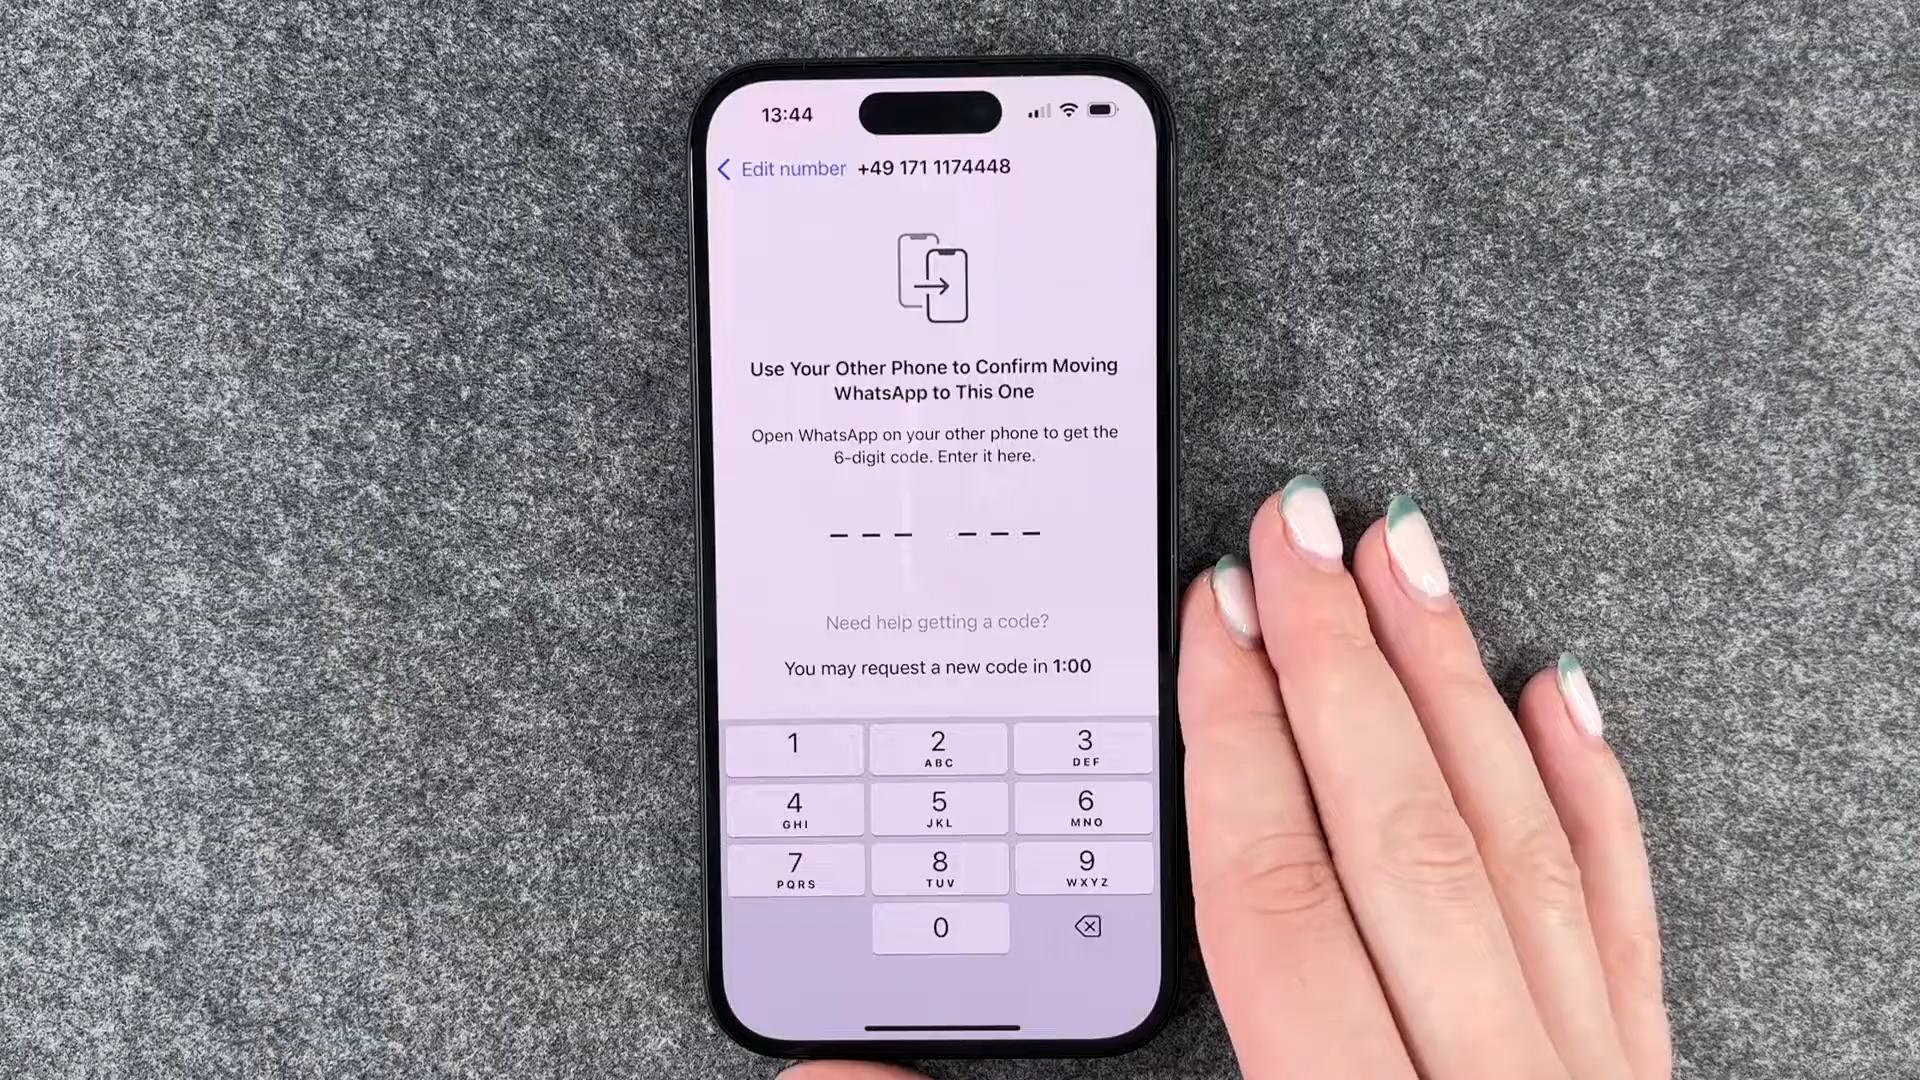 13:44
Edit number +49 171 1174448
Use Your Other Phone to Confirm Moving
WhatsApp to This One
Open WhatsApp on your other phone to get the
6-digit code. Enter it here.
Need help getting a code?
You may request a new code in 1:00
1
2
ABC
3
DEF
4
GHI
5
JKL
6
MNO
7
PQRS
8
TUV
9
WXYZ
0